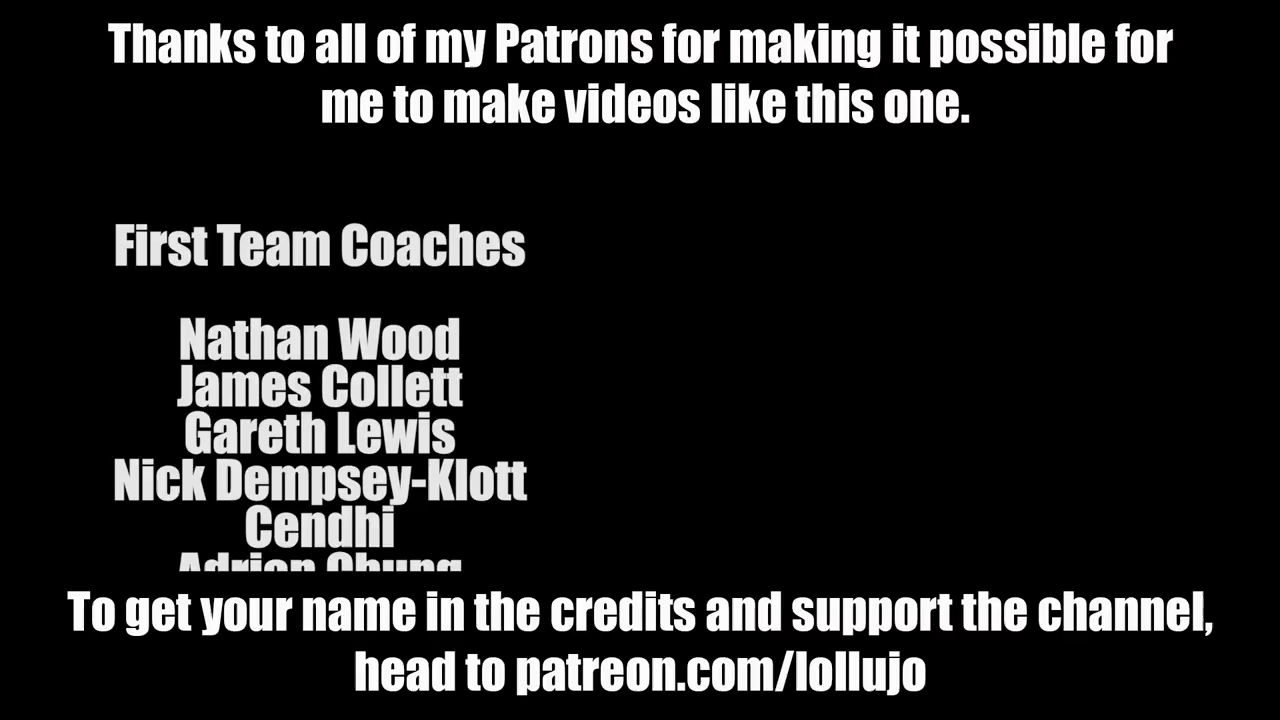 Thanks to all of my Patrons for making it possible for
me to make videos like this one.
First Team Coaches
Nathan Wood
James Collett
Gareth Lewis
Nick Dempsey-Klott
Cendhi
Adrian Chung
To get your name in the credits and support the channel,
head to patreon.com/lollujo